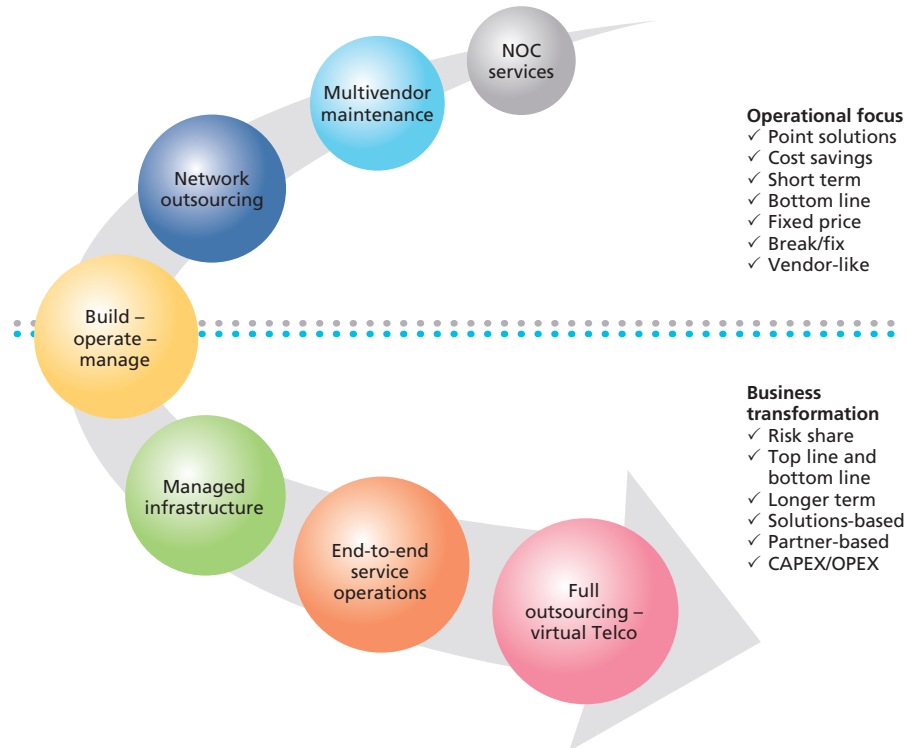 NOC
services
Multivendor
maintenance
Network
outsourcing
Build –
operate –
manage
Managed
infrastructure
End-to-end
service
operations
Full
outsourcing –
virtual Telco
Operational focus
✓ Point solutions
✓ Cost savings
✓ Short term
✓ Bottom line
✓ Fixed price
✓ Break/fix
✓ Vendor-like
Business
transformation
✓ Risk share
✓ Top line and
bottom line
✓ Longer term
✓ Solutions-based
✓ Partner-based
✓ CAPEX/OPEX